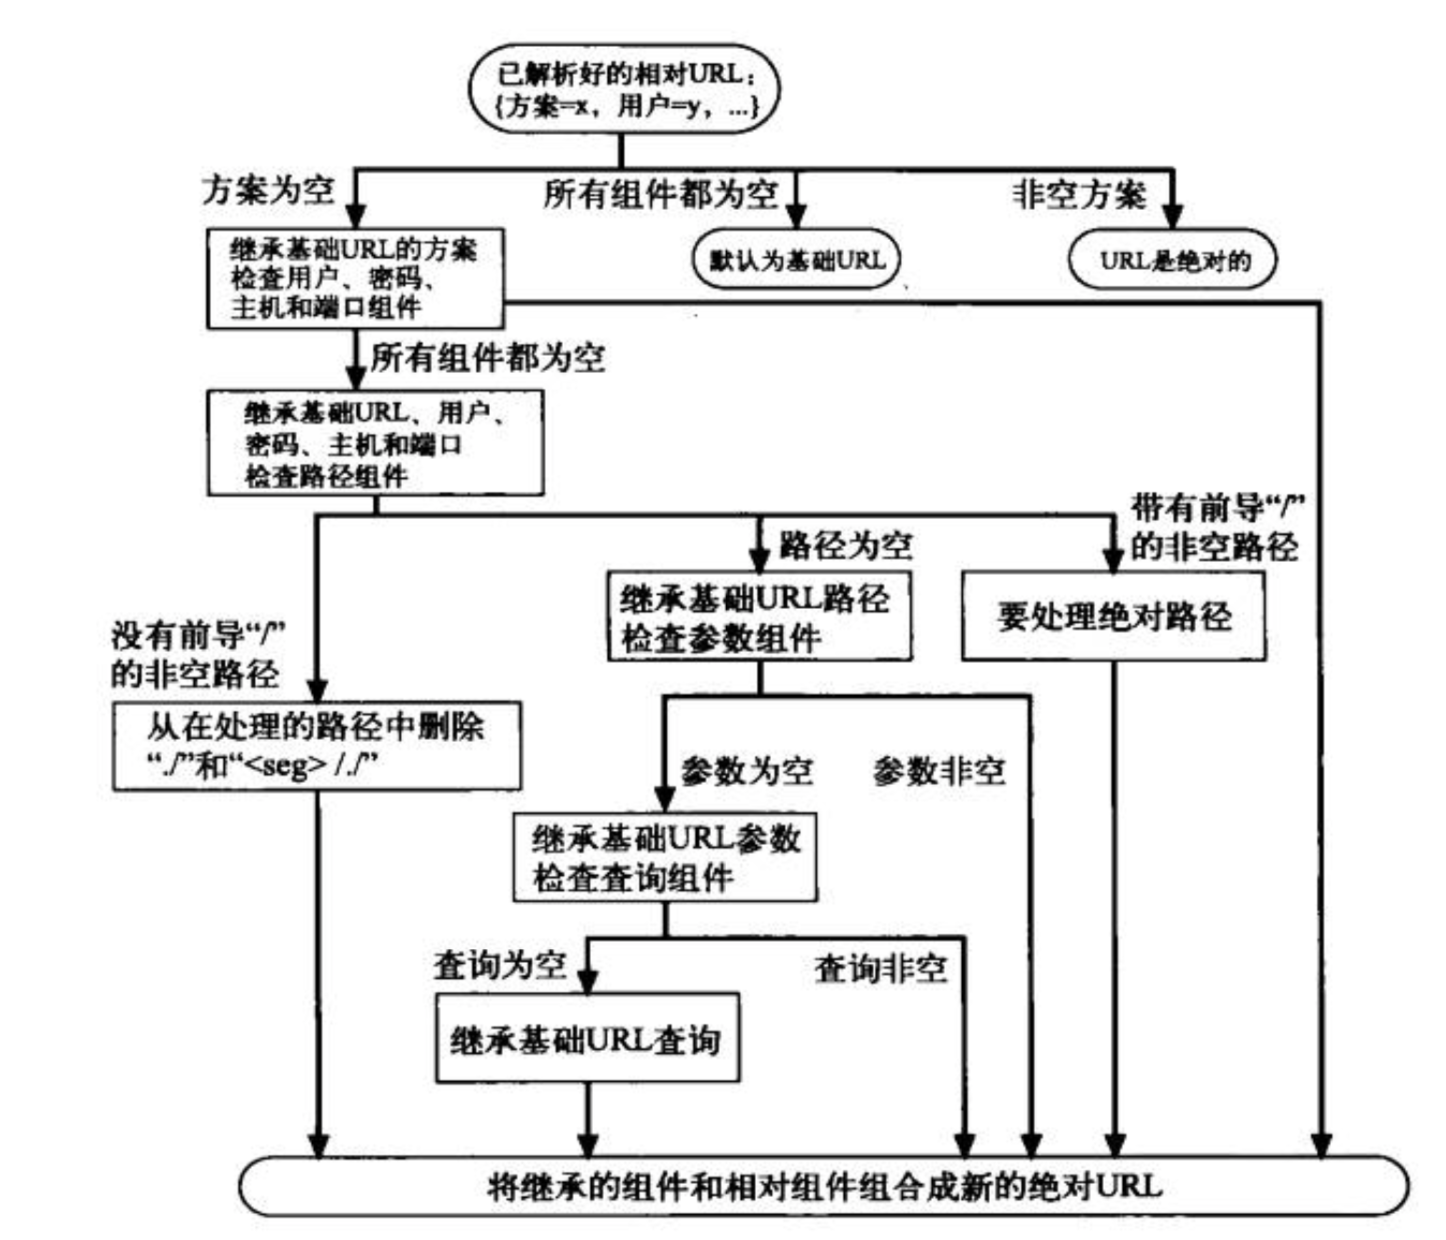 已解析好的相对URL：
{方案=x，用户=y，...}
方案为空
所有组件都为空
非空方案
继承基础URL的方案
检查用户、密码、
主机和端口组件
默认为基础URL
URL是绝对的
所有组件都为空
继承基础URL、用户、
密码、主机和端口
检查路径组件
带有前导“/”
的非空路径
路径为空
继承基础URL路径
检查参数组件
要处理绝对路径
没有前导“/”
的非空路径
从在处理的路径中删除
“./”和“<seg> /./”
参数为空
参数非空
继承基础URL参数
检查查询组件
查询为空
查询非空
继承基础URL查询
将继承的组件和相对组件组合成新的绝对URL